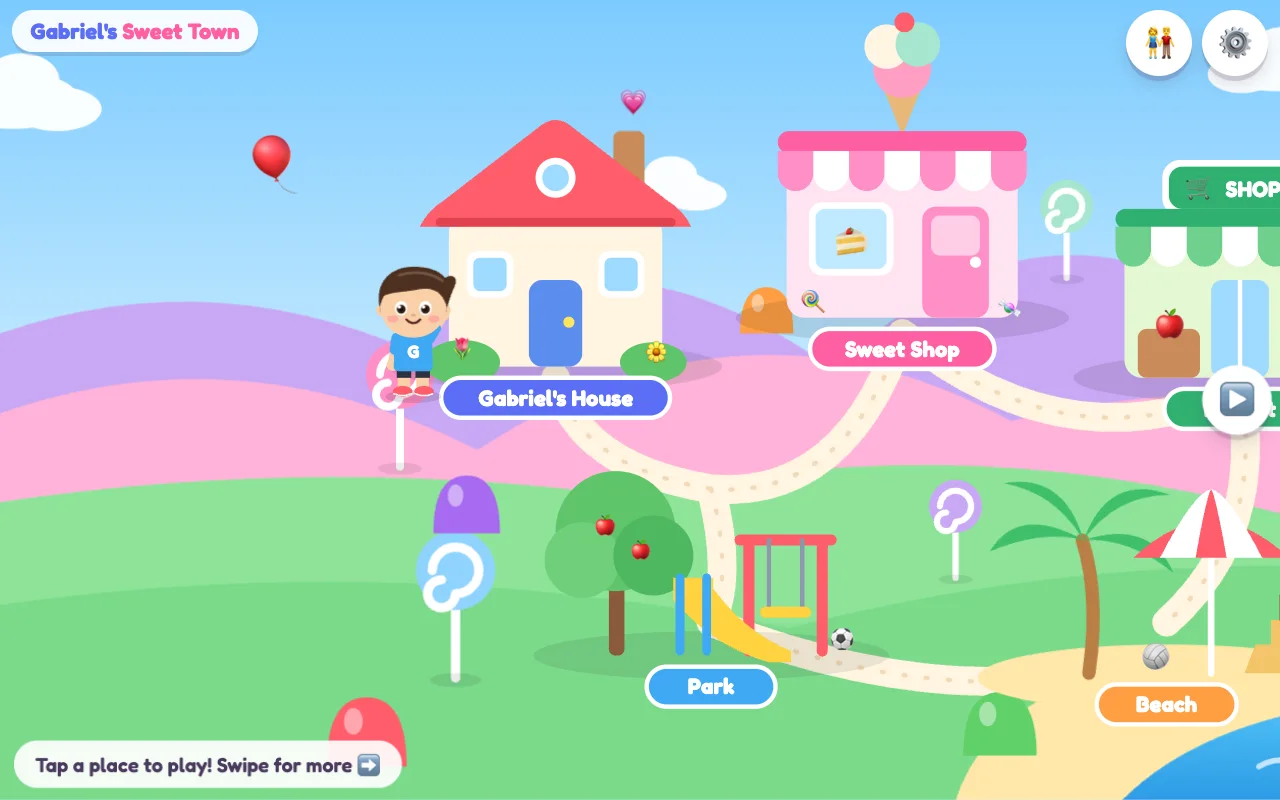 Gabriel's Sweet Town
SHOP
Sweet Shop
Gabriel's House
G
Park
Beach
Tap a place to play! Swipe for more